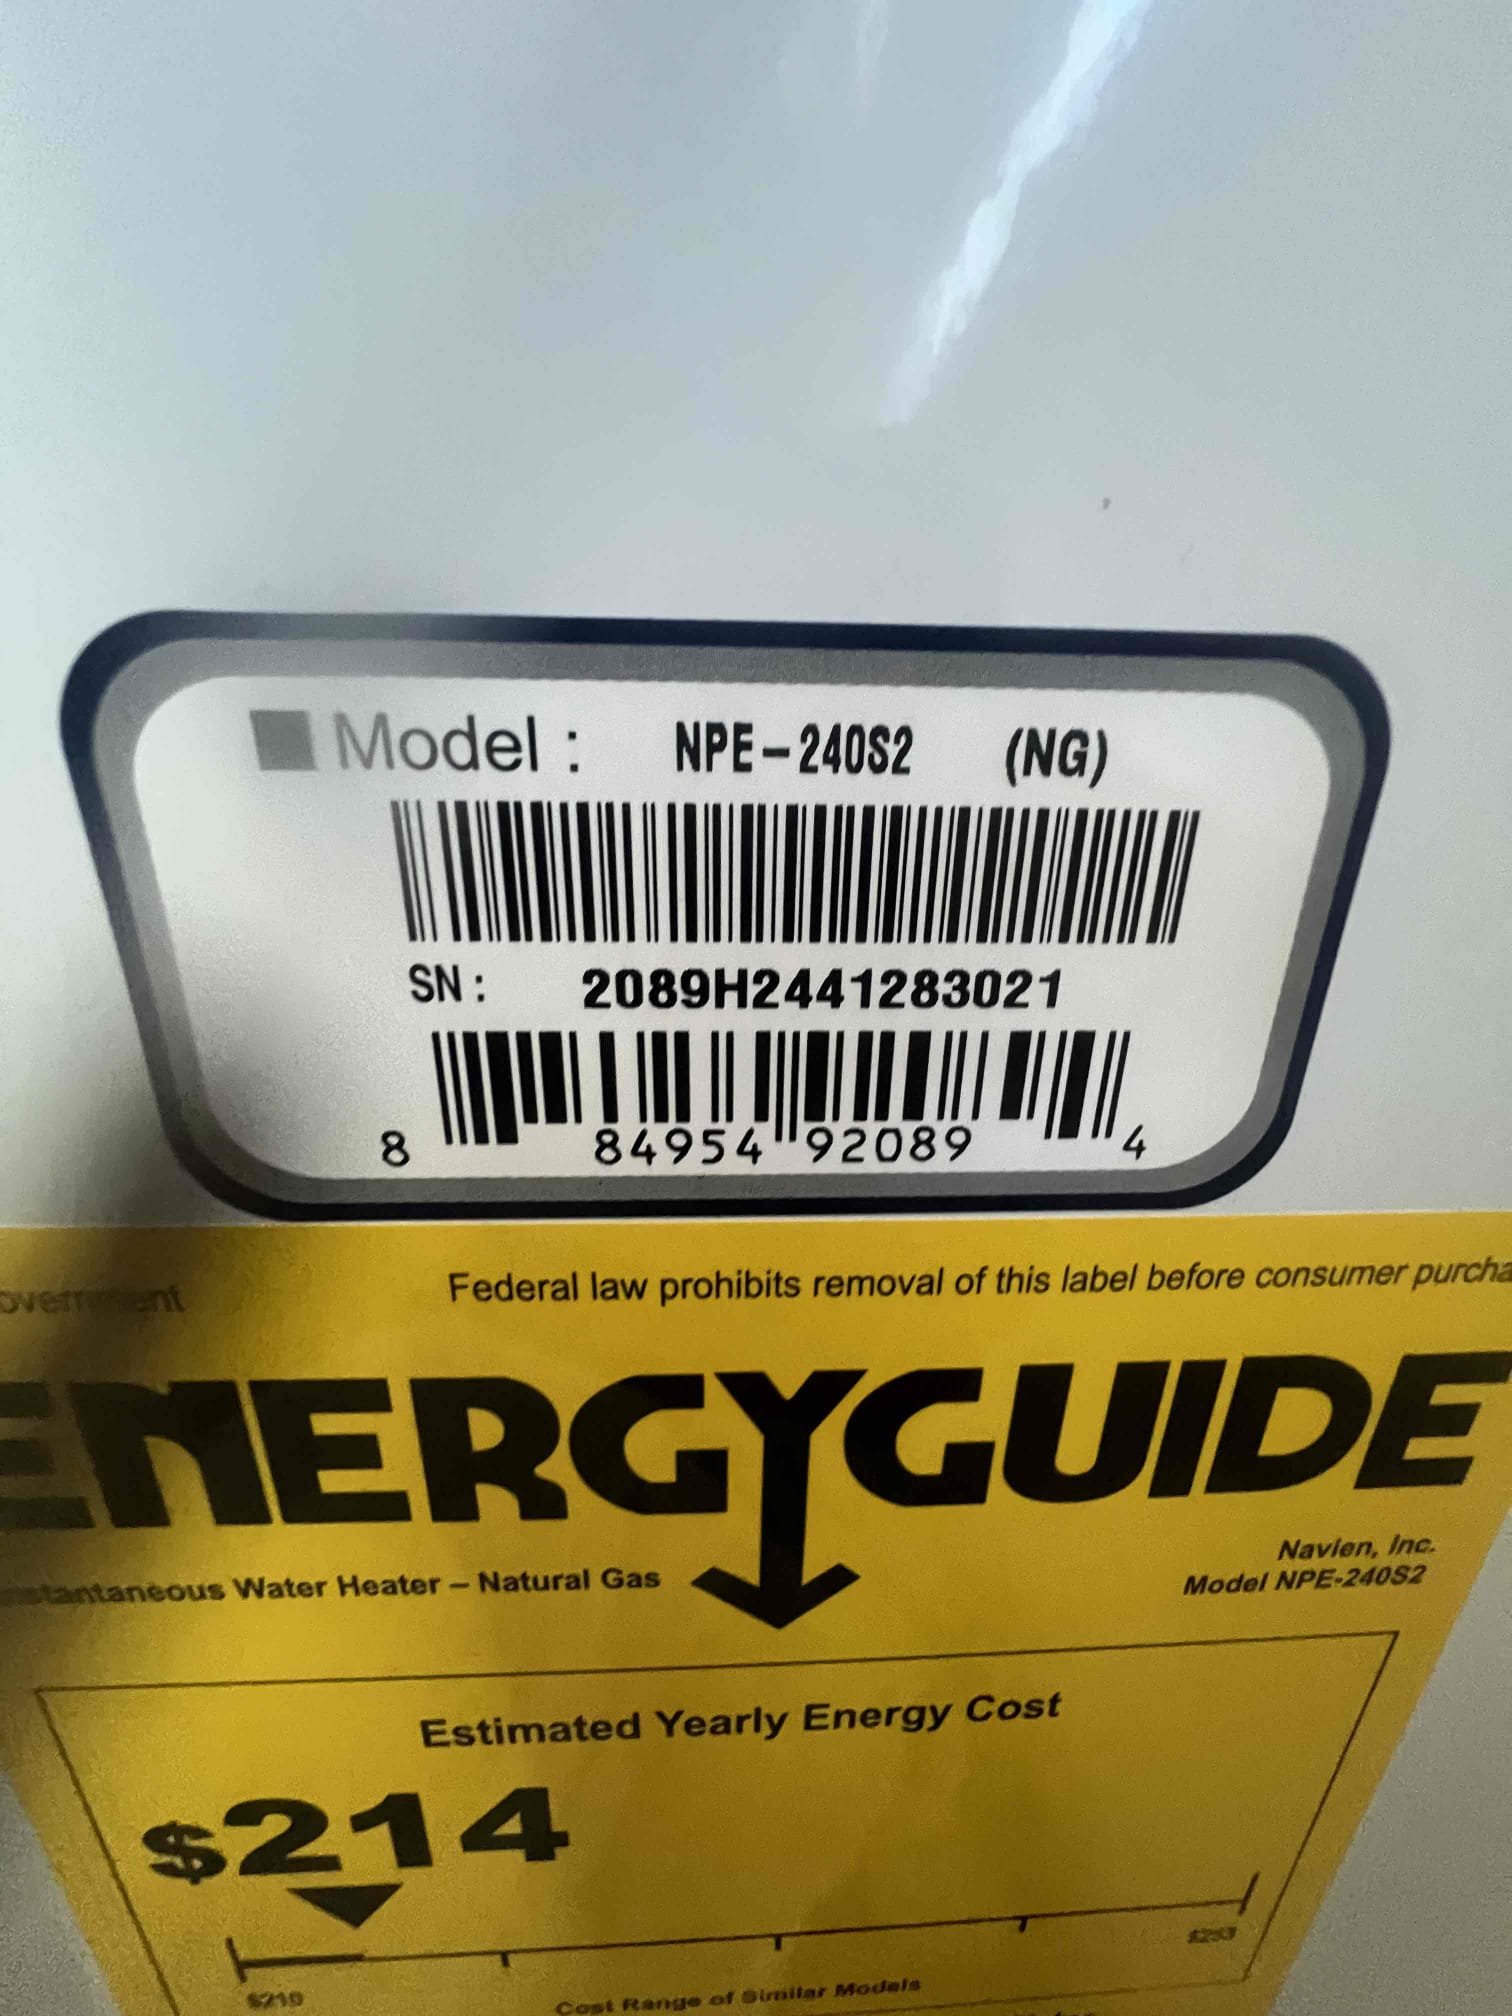 Model : NPE-240S2 (NG)
SN : 2089H2441283021
8 84954 92089 4
Federal law prohibits removal of this label before consumer purcha
ENERGYGUIDE
Water Heater – Natural Gas
Navien, Inc.
Model NPE-240S2
Estimated Yearly Energy Cost
$214
$210
Cost Range of Similar Models